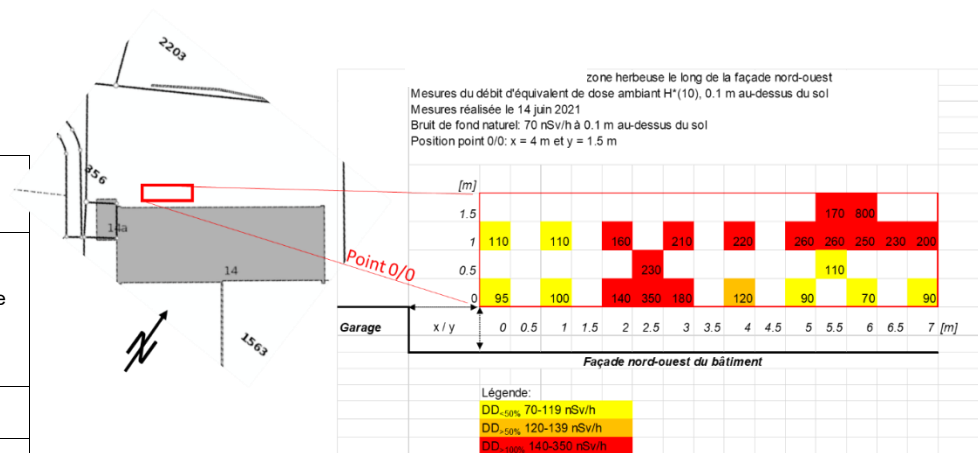 2203
356
14a
14
1563
N
e
Point 0/0
zone herbeuse le long de la façade nord-ouest
Mesures du débit d'équivalent de dose ambiant H*(10), 0.1 m au-dessus du sol
Mesures réalisée le 14 juin 2021
Bruit de fond naturel: 70 nSv/h à 0.1 m au-dessus du sol
Position point 0/0: x = 4 m et y = 1.5 m
[m]
1.5 170 800
1 110 110 160 210 220 260 260 250 230 200
0.5 230 110
0 95 100 140 350 180 120 90 70 90
Garage x / y 0 0.5 1 1.5 2 2.5 3 3.5 4 4.5 5 5.5 6 6.5 7 [m]
Façade nord-ouest du bâtiment
Légende:
DD<50% 70-119 nSv/h
DD>50% 120-139 nSv/h
DD>100% 140-350 nSv/h